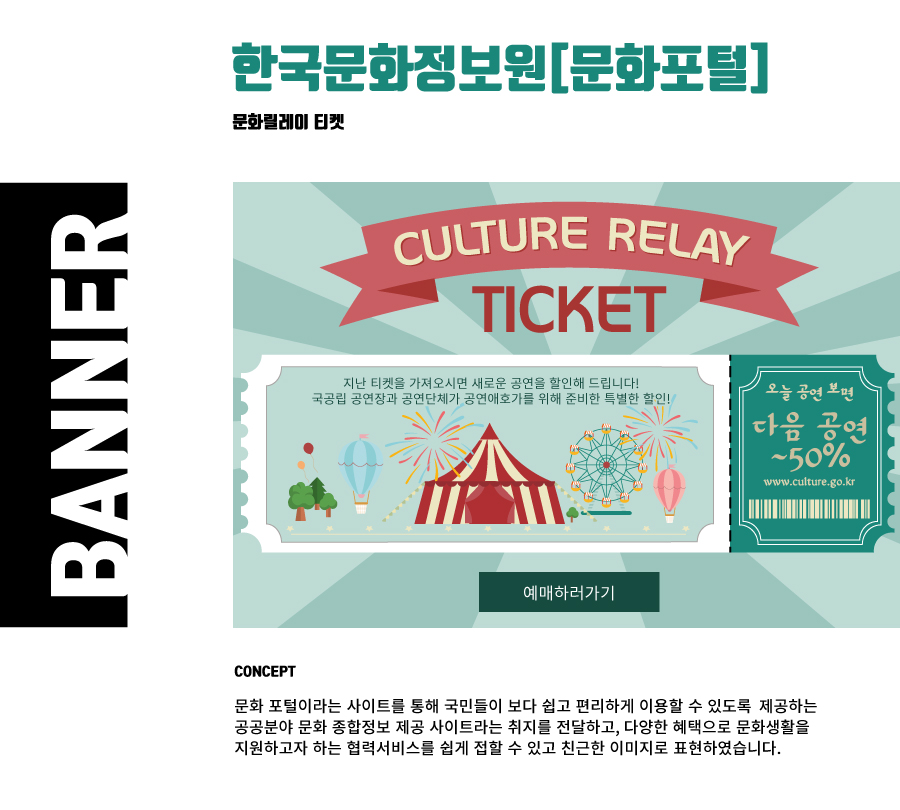 한국문화정보원[문화포털]
문화릴레이 티켓
BANNER
CULTURE RELAY
TICKET
지난 티켓을 가져오시면 새로운 공연을 할인해 드립니다!
국공립 공연장과 공연단체가 공연애호가를 위해 준비한 특별한 할인!
오늘 공연 보면
다음 공연
~50%
www.culture.go.kr
예매하러가기
CONCEPT
문화 포털이라는 사이트를 통해 국민들이 보다 쉽고 편리하게 이용할 수 있도록 제공하는
공공분야 문화 종합정보 제공 사이트라는 취지를 전달하고, 다양한 혜택으로 문화생활을
지원하고자 하는 협력서비스를 쉽게 접할 수 있고 친근한 이미지로 표현하였습니다.